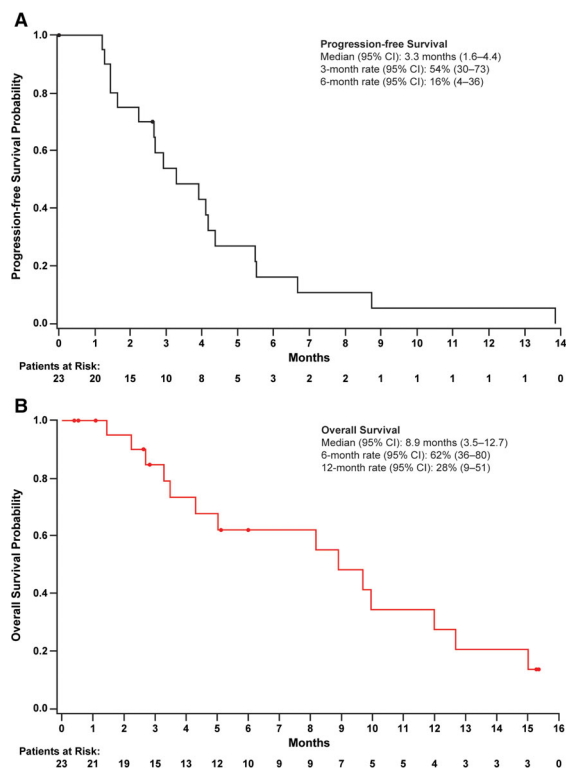 A
Progression-free Survival
Median (95% CI): 3.3 months (1.6–4.4)
3-month rate (95% CI): 54% (30–73)
6-month rate (95% CI): 16% (4–36)
Progression-free Survival Probability
1.0
0.8
0.6
0.4
0.2
0.0
0 1 2 3 4 5 6 7 8 9 10 11 12 13 14
Months
Patients at Risk:
23 20 15 10 8 5 3 2 2 1 1 1 1 1 0
B
Overall Survival
Median (95% CI): 8.9 months (3.5–12.7)
6-month rate (95% CI): 62% (36–80)
12-month rate (95% CI): 28% (9–51)
Overall Survival Probability
1.0
0.8
0.6
0.4
0.2
0.0
0 1 2 3 4 5 6 7 8 9 10 11 12 13 14 15 16
Months
Patients at Risk:
23 21 19 15 13 12 10 9 9 7 5 5 4 3 3 3 0